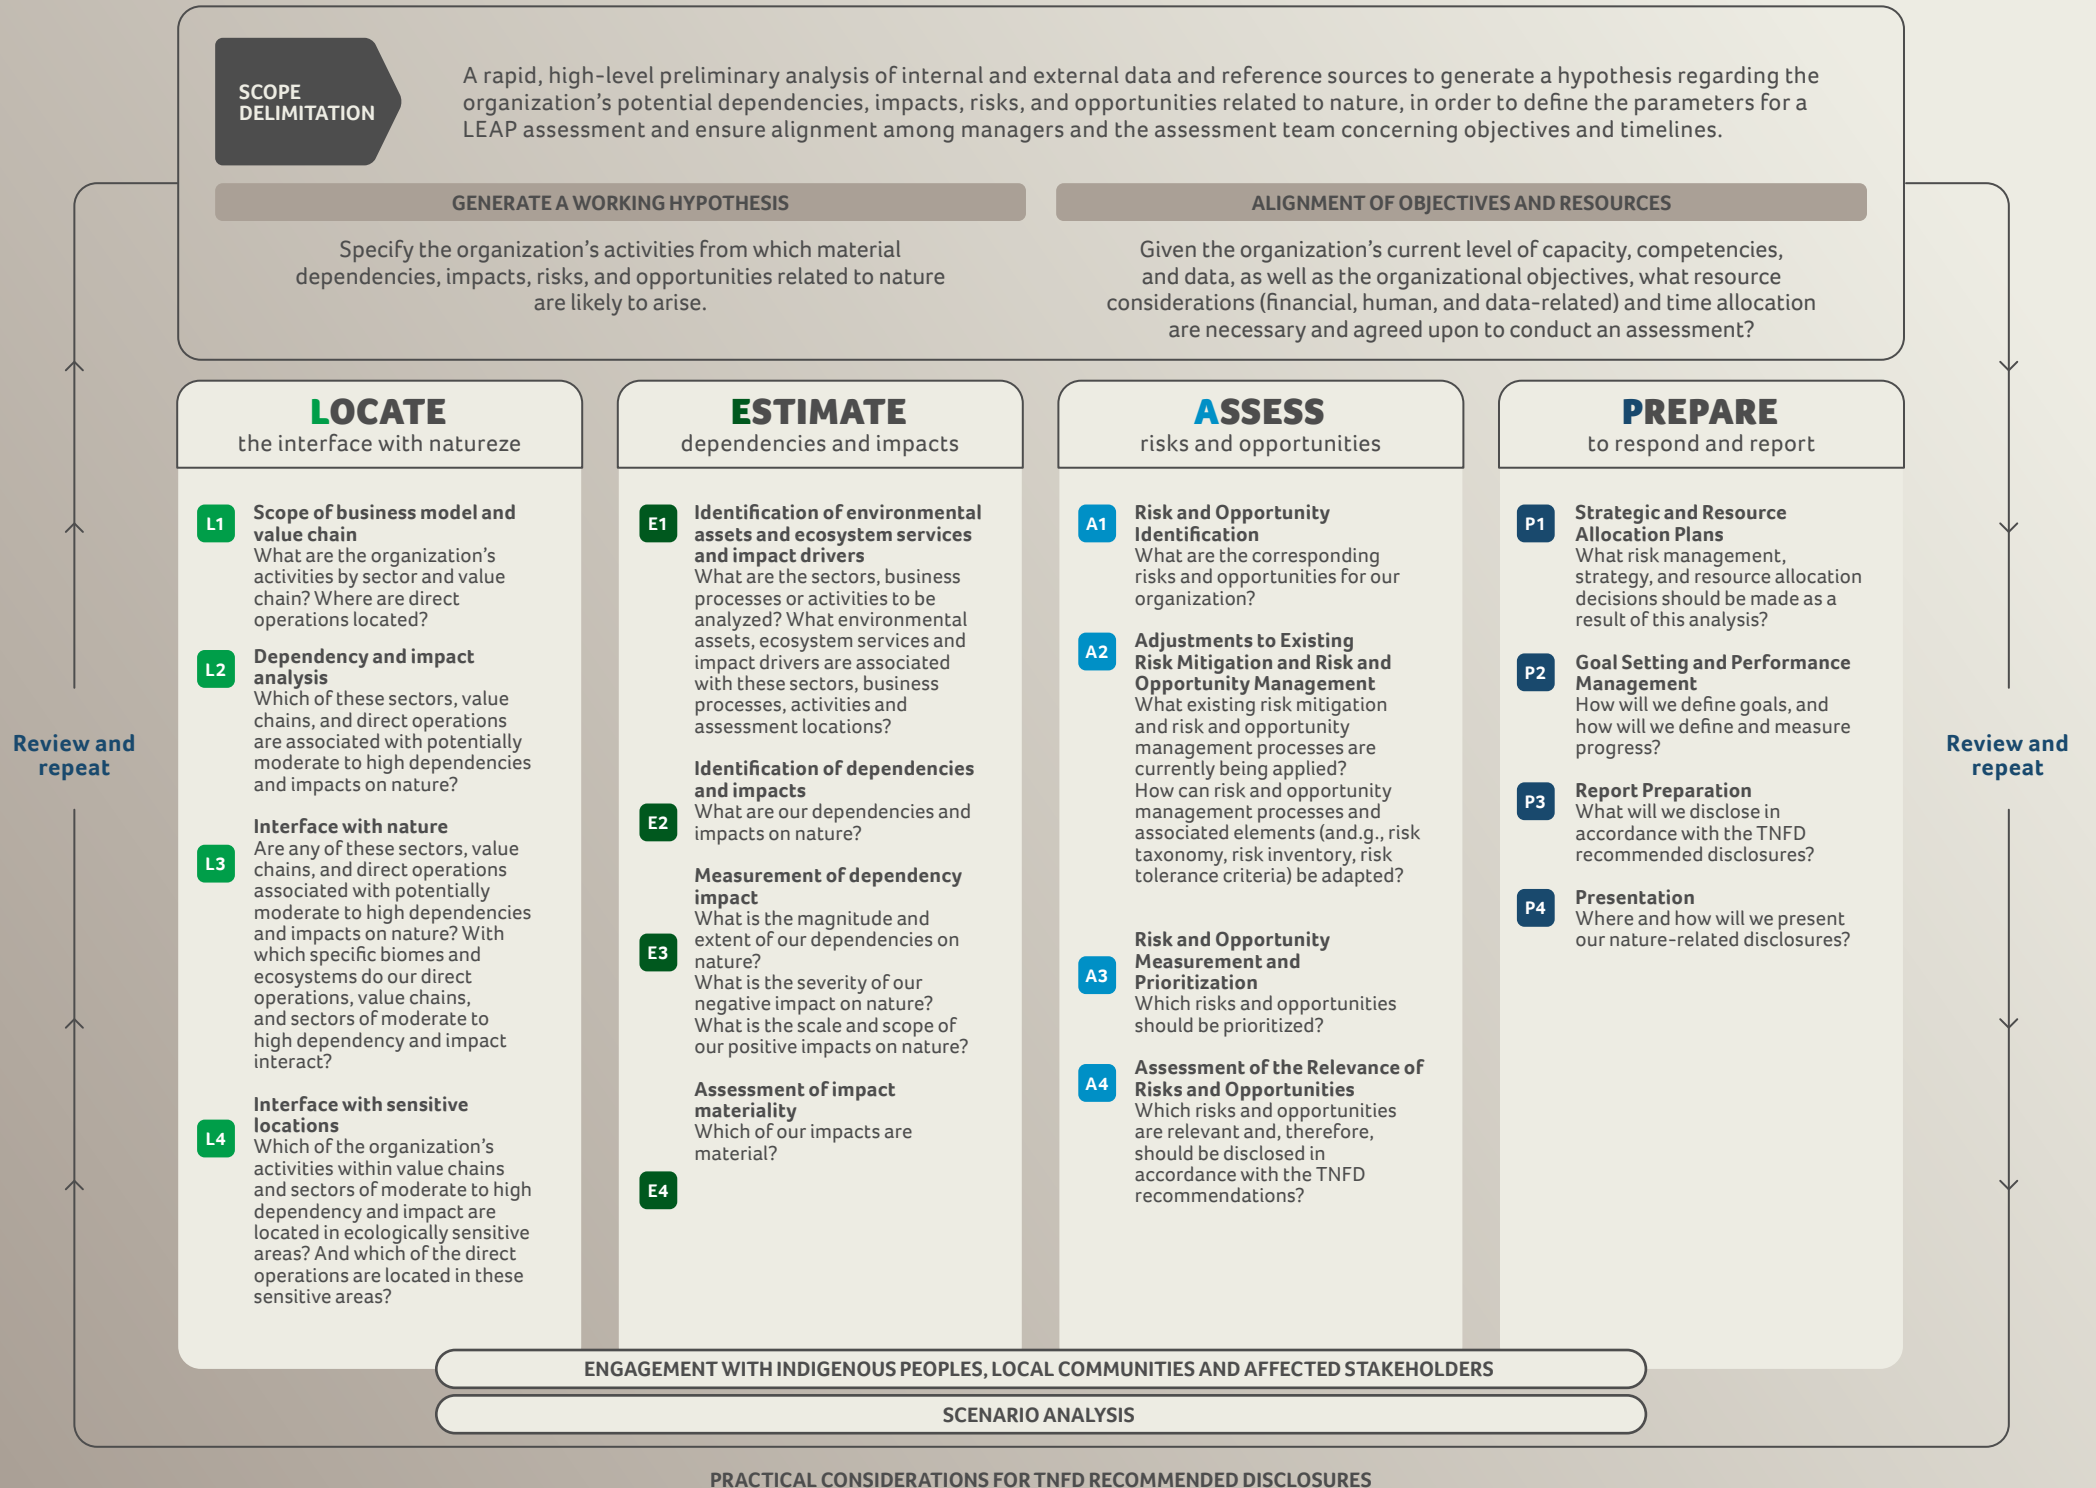 SCOPE
DELIMITATION
A rapid, high-level preliminary analysis of internal and external data and reference sources to generate a hypothesis regarding the
organization's potential dependencies, impacts, risks, and opportunities related to nature, in order to define the parameters for a
LEAP assessment and ensure alignment among managers and the assessment team concerning objectives and timelines.
GENERATE A WORKING HYPOTHESIS
Specify the organization's activities from which material
dependencies, impacts, risks, and opportunities related to nature
are likely to arise.
ALIGNMENT OF OBJECTIVES AND RESOURCES
Given the organization's current level of capacity, competencies,
and data, as well as the organizational objectives, what resource
considerations (financial, human, and data-related) and time allocation
are necessary and agreed upon to conduct an assessment?
Review and
repeat
LOCATE
the interface with natureze
L1
Scope of business model and
value chain
What are the organization's
activities by sector and value
chain? Where are direct
operations located?
L2
Dependency and impact
analysis
Which of these sectors, value
chains, and direct operations
are associated with potentially
moderate to high dependencies
and impacts on nature?
L3
Interface with nature
Are any of these sectors, value
chains, and direct operations
associated with potentially
moderate to high dependencies
and impacts on nature? With
which specific biomes and
ecosystems do our direct
operations, value chains,
and sectors of moderate to
high dependency and impact
interact?
L4
Interface with sensitive
locations
Which of the organization's
activities within value chains
and sectors of moderate to high
dependency and impact are
located in ecologically sensitive
areas? And which of the direct
operations are located in these
sensitive areas?
ESTIMATE
dependencies and impacts
E1
Identification of environmental
assets and ecosystem services
and impact drivers
What are the sectors, business
processes or activities to be
analyzed? What environmental
assets, ecosystem services and
impact drivers are associated
with these sectors, business
processes, activities and
assessment locations?
E2
Identification of dependencies
and impacts
What are our dependencies and
impacts on nature?
E3
Measurement of dependency
impact
What is the magnitude and
extent of our dependencies on
nature?
What is the severity of our
negative impact on nature?
What is the scale and scope of
our positive impacts on nature?
E4
Assessment of impact
materiality
Which of our impacts are
material?
ASSESS
risks and opportunities
A1
Risk and Opportunity
Identification
What are the corresponding
risks and opportunities for our
organization?
A2
Adjustments to Existing
Risk Mitigation and Risk and
Opportunity Management
What existing risk mitigation
and risk and opportunity
management processes are
currently being applied?
How can risk and opportunity
management processes and
associated elements (and.g., risk
taxonomy, risk inventory, risk
tolerance criteria) be adapted?
A3
Risk and Opportunity
Measurement and
Prioritization
Which risks and opportunities
should be prioritized?
A4
Assessment of the Relevance of
Risks and Opportunities
Which risks and opportunities
are relevant and, therefore,
should be disclosed in
accordance with the TNFD
recommendations?
PREPARE
to respond and report
P1
Strategic and Resource
Allocation Plans
What risk management,
strategy, and resource allocation
decisions should be made as a
result of this analysis?
P2
Goal Setting and Performance
Management
How will we define goals, and
how will we define and measure
progress?
P3
Report Preparation
What will we disclose in
accordance with the TNFD
recommended disclosures?
P4
Presentation
Where and how will we present
our nature-related disclosures?
Review and
repeat
ENGAGEMENT WITH INDIGENOUS PEOPLES, LOCAL COMMUNITIES AND AFFECTED STAKEHOLDERS
SCENARIO ANALYSIS
PRACTICAL CONSIDERATIONS FOR TNFD RECOMMENDED DISCLOSURES